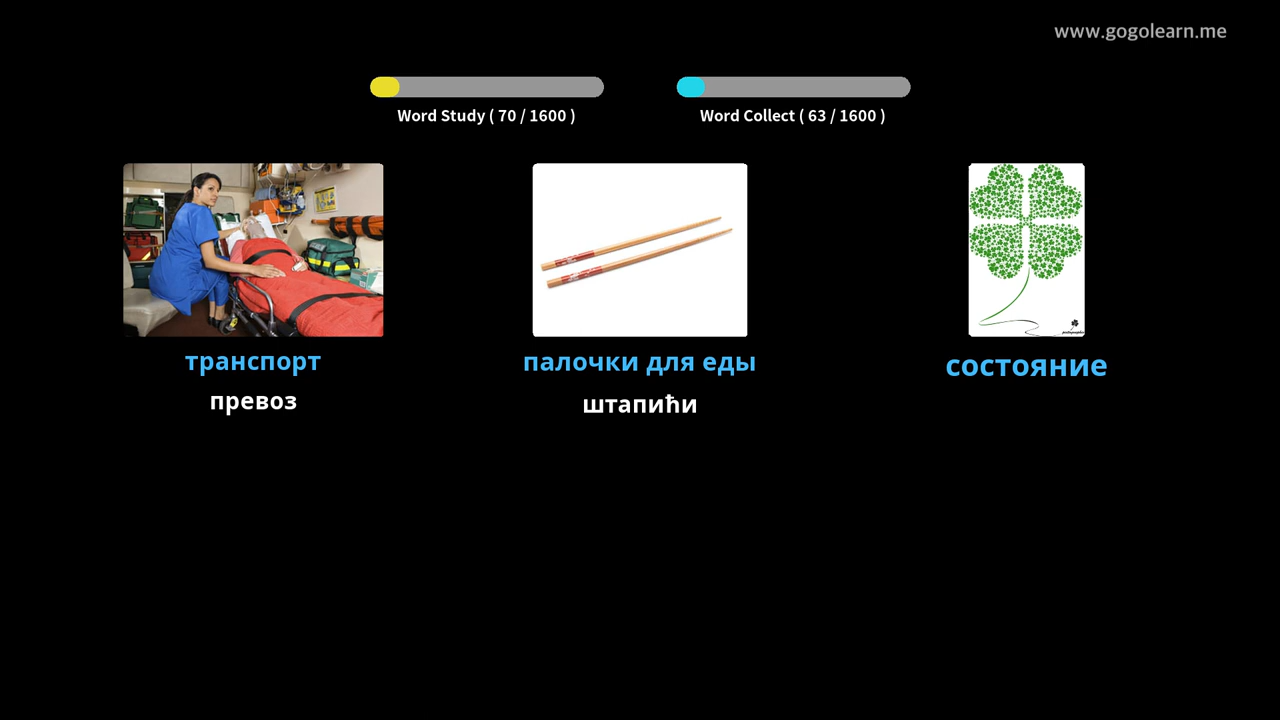 www.gogolearn.me
Word Study ( 70 / 1600 )
Word Collect ( 63 / 1600 )
транспорт
палочки для еды
состояние
превоз
штапићи